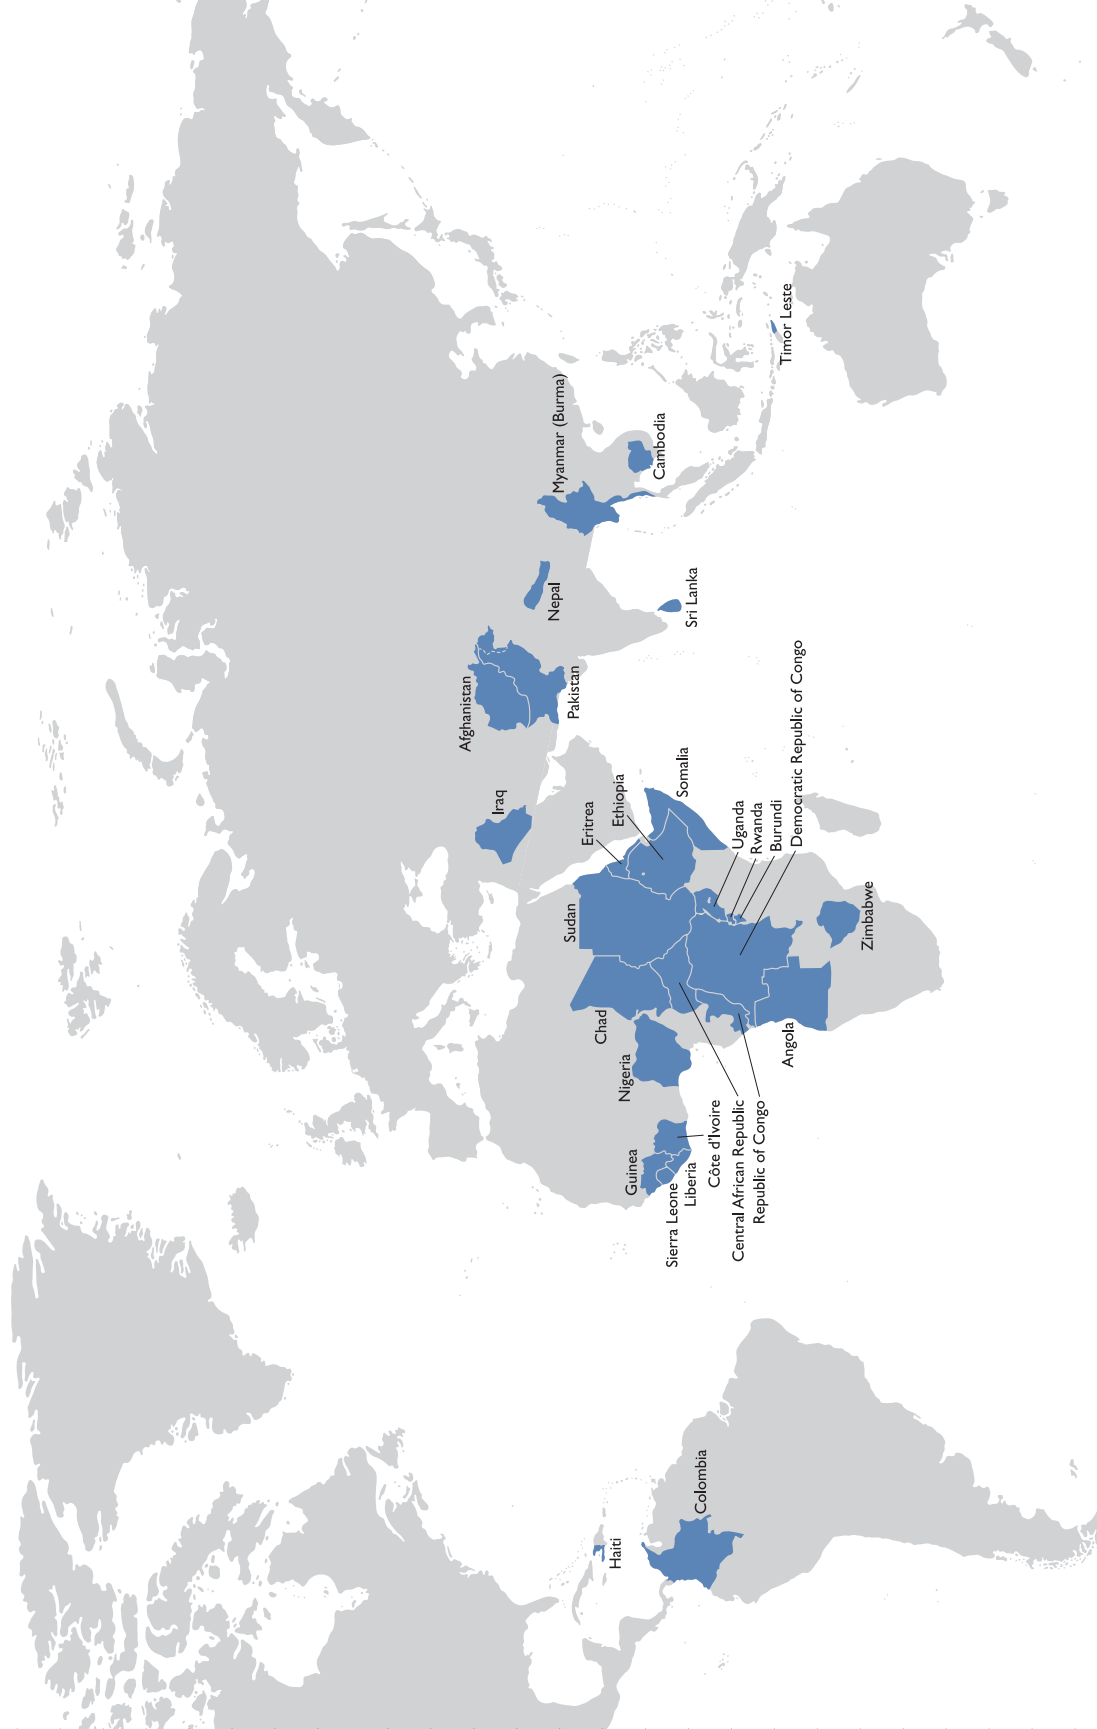 Haiti
Colombia
Guinea
Sierra Leone
Liberia
Côte d'Ivoire
Central African Republic
Republic of Congo
Nigeria
Chad
Angola
Sudan
Eritrea
Ethiopia
Somalia
Uganda
Rwanda
Burundi
Democratic Republic of Congo
Zimbabwe
Iraq
Afghanistan
Pakistan
Nepal
Sri Lanka
Myanmar (Burma)
Cambodia
Timor Leste